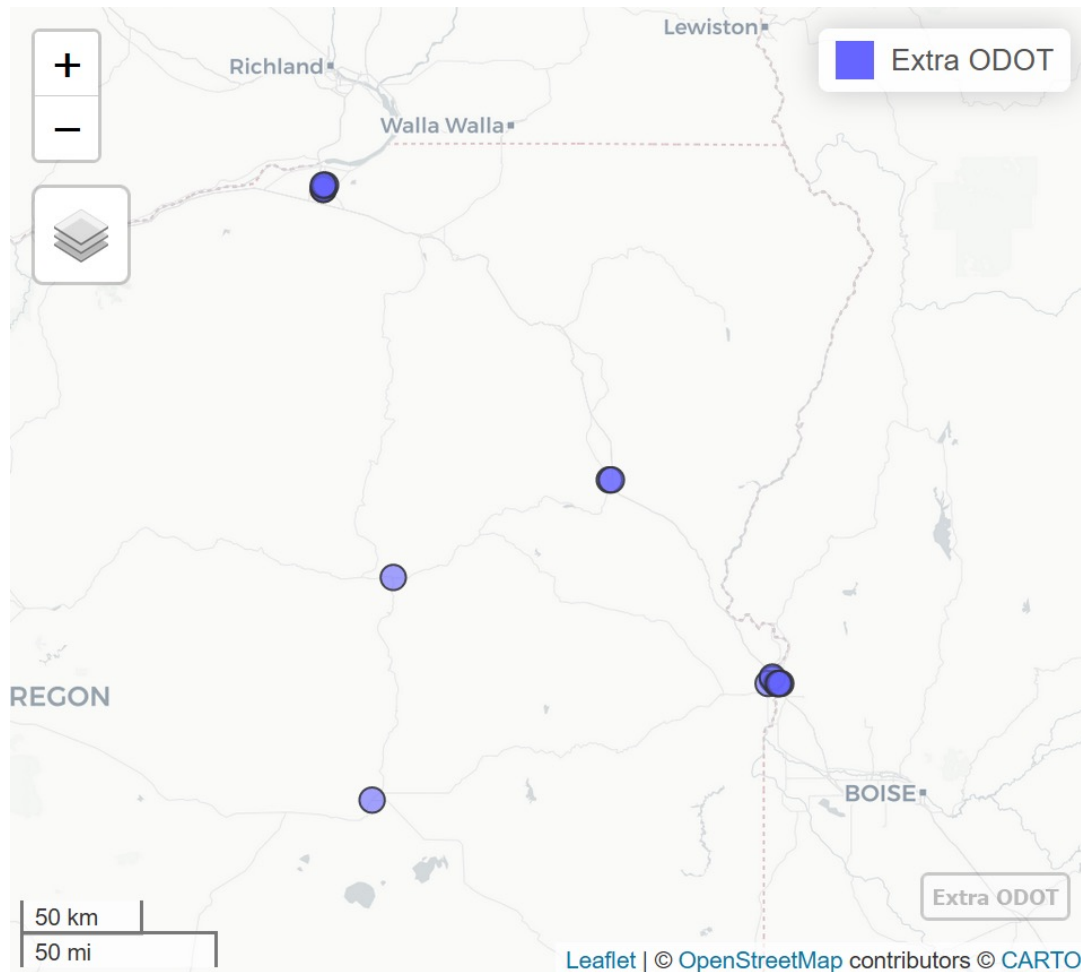 +
−
Lewiston
Richland
Extra ODOT
Walla Walla
REGON
BOISE
Extra ODOT
50 km
50 mi
Leaflet | © OpenStreetMap contributors © CARTO